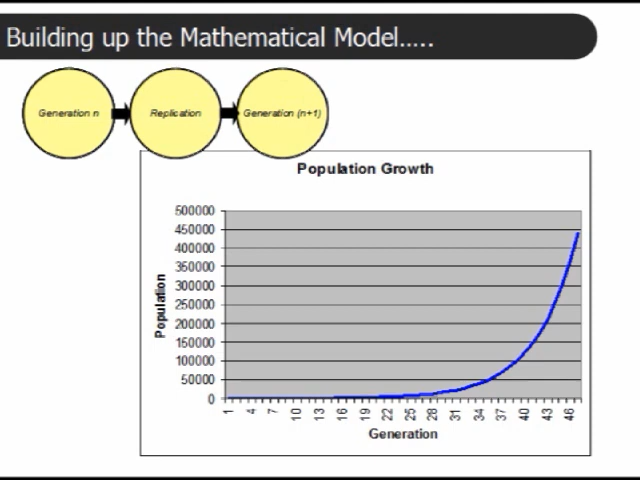 Building up the Mathematical Model…..
Generation n
Replication
Generation (n+1)
Population Growth
500000
450000
400000
350000
300000
250000
200000
150000
100000
50000
0
Population
1 4 7 10 13 16 19 22 25 28 31 34 37 40 43 46
Generation